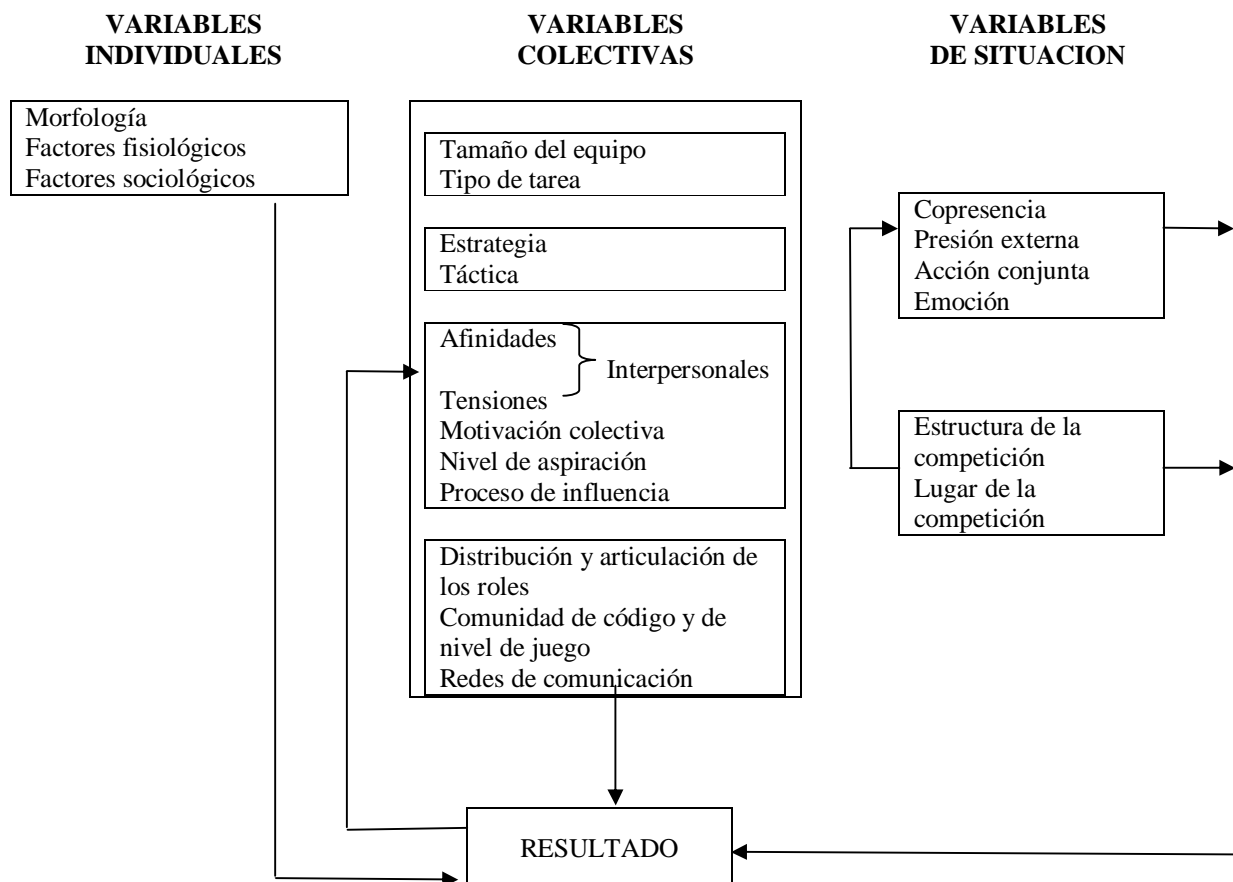 VARIABLES
INDIVIDUALES
VARIABLES
COLECTIVAS
VARIABLES
DE SITUACION
Morfología
Factores fisiológicos
Factores sociológicos
Tamaño del equipo
Tipo de tarea
Estrategia
Táctica
Afinidades
Interpersonales
Tensiones
Motivación colectiva
Nivel de aspiración
Proceso de influencia
Distribución y articulación de
los roles
Comunidad de código y de
nivel de juego
Redes de comunicación
Copresencia
Presión externa
Acción conjunta
Emoción
Estructura de la
competición
Lugar de la
competición
RESULTADO